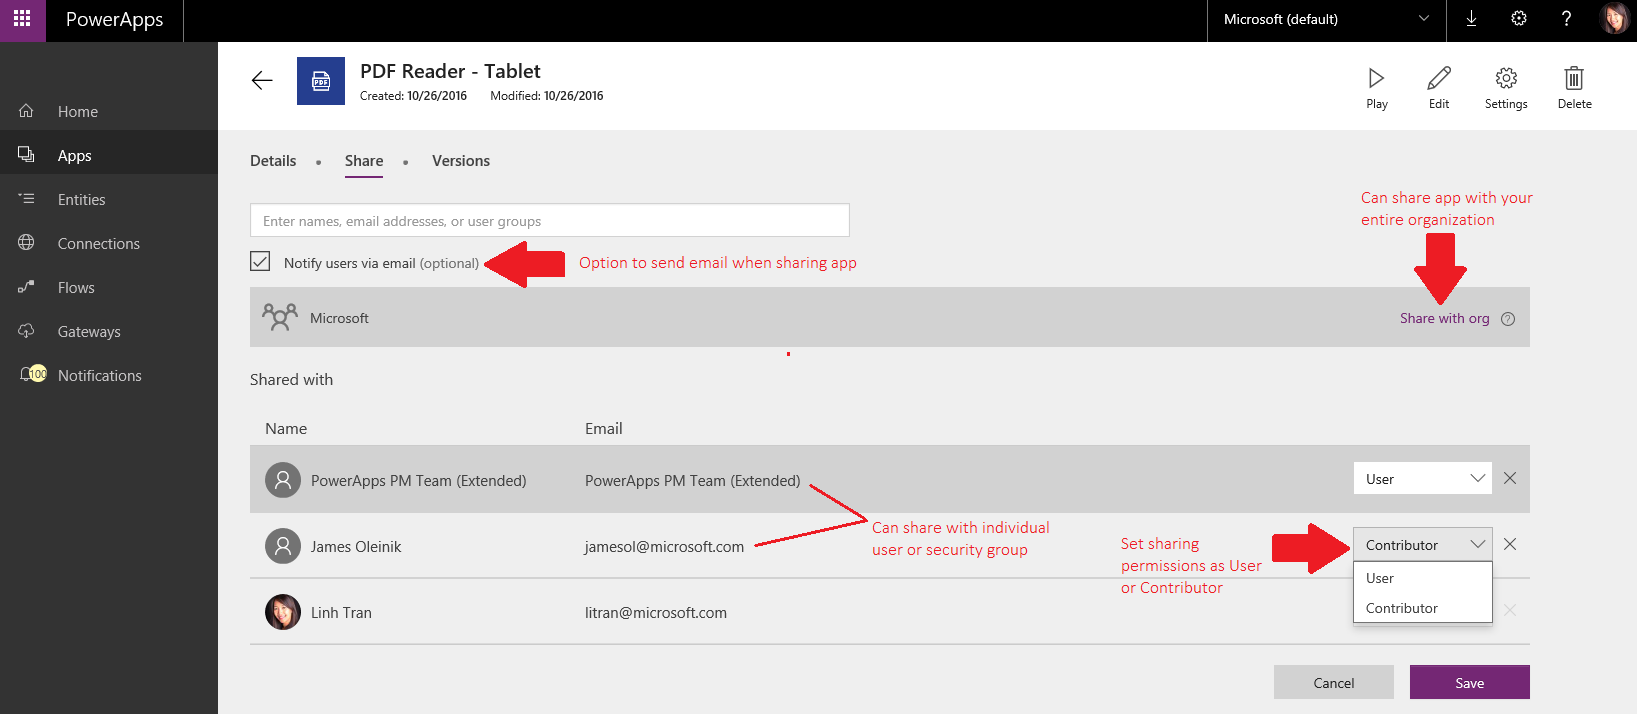 PowerApps
Microsoft (default)
?
PDF Reader - Tablet
Created: 10/26/2016 Modified: 10/26/2016
PDF
Play Edit Settings Delete
Home
Apps
Entities
Connections
Flows
Gateways
100 Notifications
Details • Share • Versions
Enter names, email addresses, or user groups
Can share app with your
entire organization
Notify users via email (optional)
Option to send email when sharing app
Microsoft
Share with org ?
Shared with
Name Email
PowerApps PM Team (Extended) PowerApps PM Team (Extended) User
Can share with individual
user or security group
James Oleinik jamesol@microsoft.com Contributor
Set sharing
permissions as User
or Contributor
User
Contributor
Linh Tran litran@microsoft.com
Cancel Save